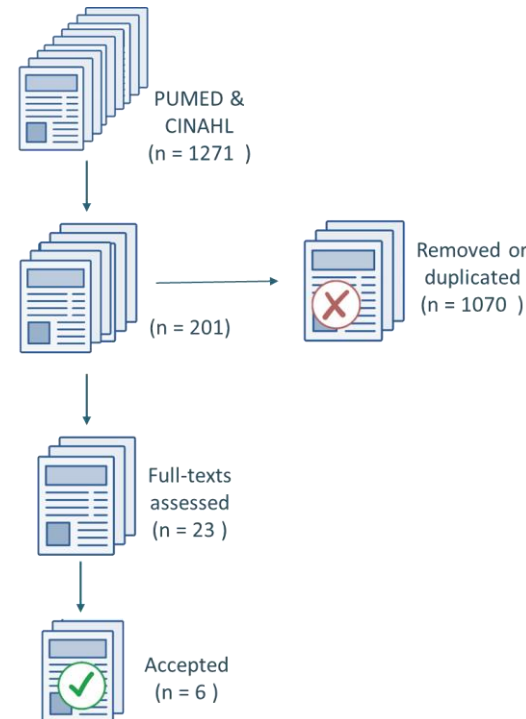 PUMED &
CINAHL
(n = 1271 )
(n = 201)
Removed or
duplicated
(n = 1070 )
Full-texts
assessed
(n = 23 )
Accepted
(n = 6 )